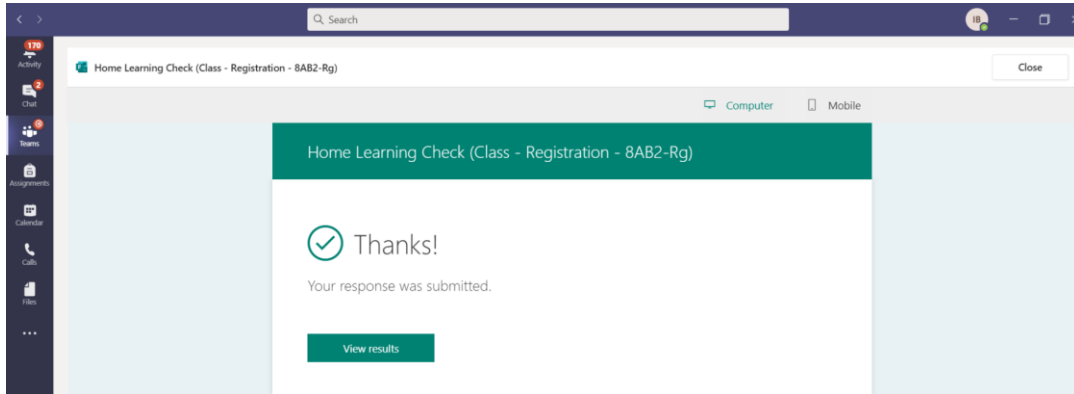 Search
IB
170
Activity
Home Learning Check (Class - Registration - 8AB2-Rg)
Close
2
Chat
Computer
Mobile
Teams
Home Learning Check (Class - Registration - 8AB2-Rg)
Assignments
Calendar
Thanks!
Calls
Your response was submitted.
Files
View results